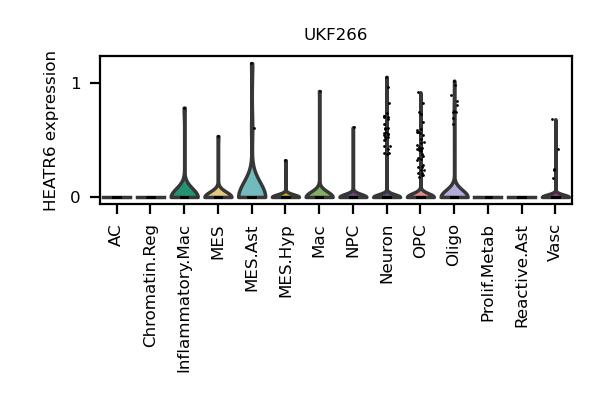 UKF266
HEATR6 expression
1
0
AC
Chromatin.Reg
Inflammatory.Mac
MES
MES.Ast
MES.Hyp
Mac
NPC
Neuron
OPC
Oligo
Prolif.Metab
Reactive.Ast
Vasc